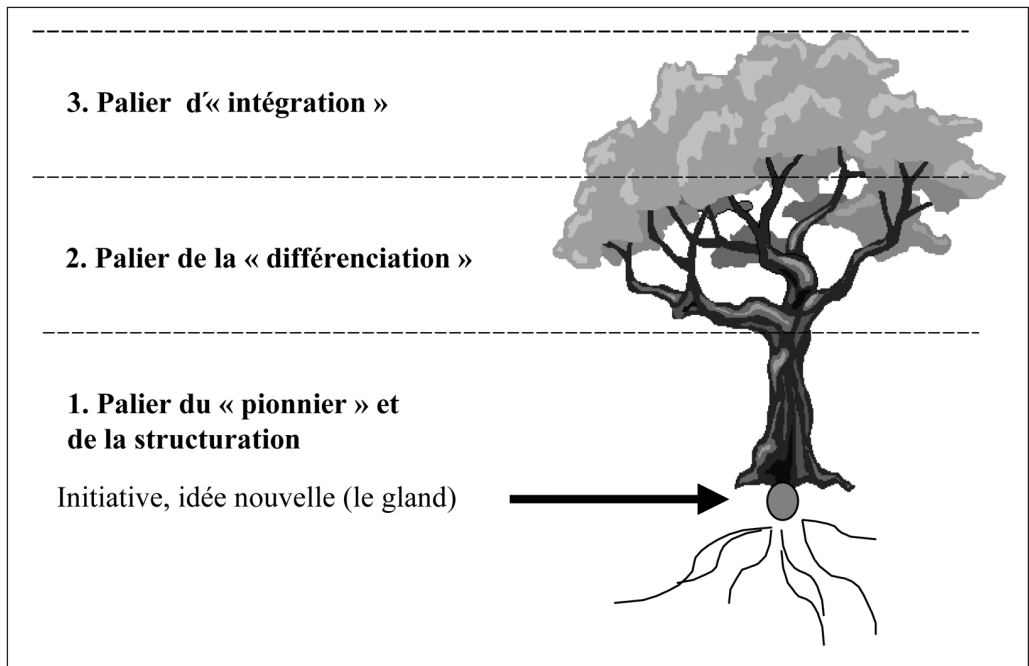 3. Palier d'« intégration »
2. Palier de la « différenciation »
1. Palier du « pionnier » et
de la structuration
Initiative, idée nouvelle (le gland)